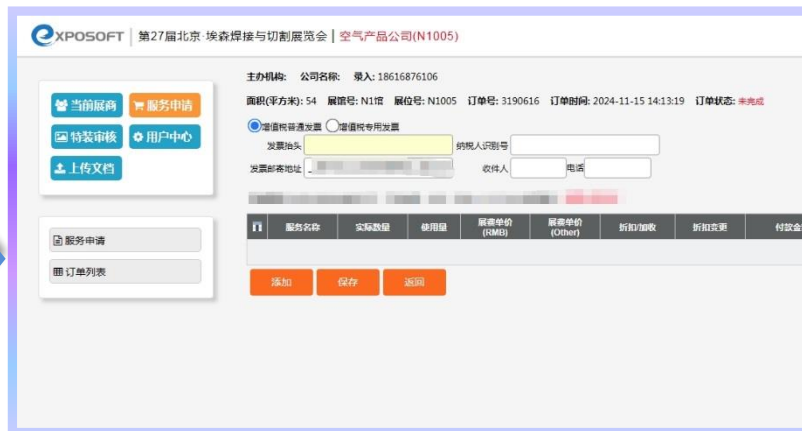 EXPOSOFT | 第27届北京·埃森焊接与切割展览会 | 空气产品公司(N1005)
当前展商 服务申请
特装审核 用户中心
上传文档
服务申请
订单列表
主办机构: 公司名称: 录入: 18616876106
面积(平方米): 54 展馆号: N1馆 展位号: N1005 订单号: 3190616 订单时间: 2024-11-15 14:13:19 订单状态: 未完成
增值税普通发票 增值税专用发票
发票抬头 纳税人识别号
发票邮寄地址 收件人 电话
服务名称 实际数量 使用量 展商单价(RMB) 展商单价(Other) 折扣/加收 折扣变更 付款金
添加 保存 返回